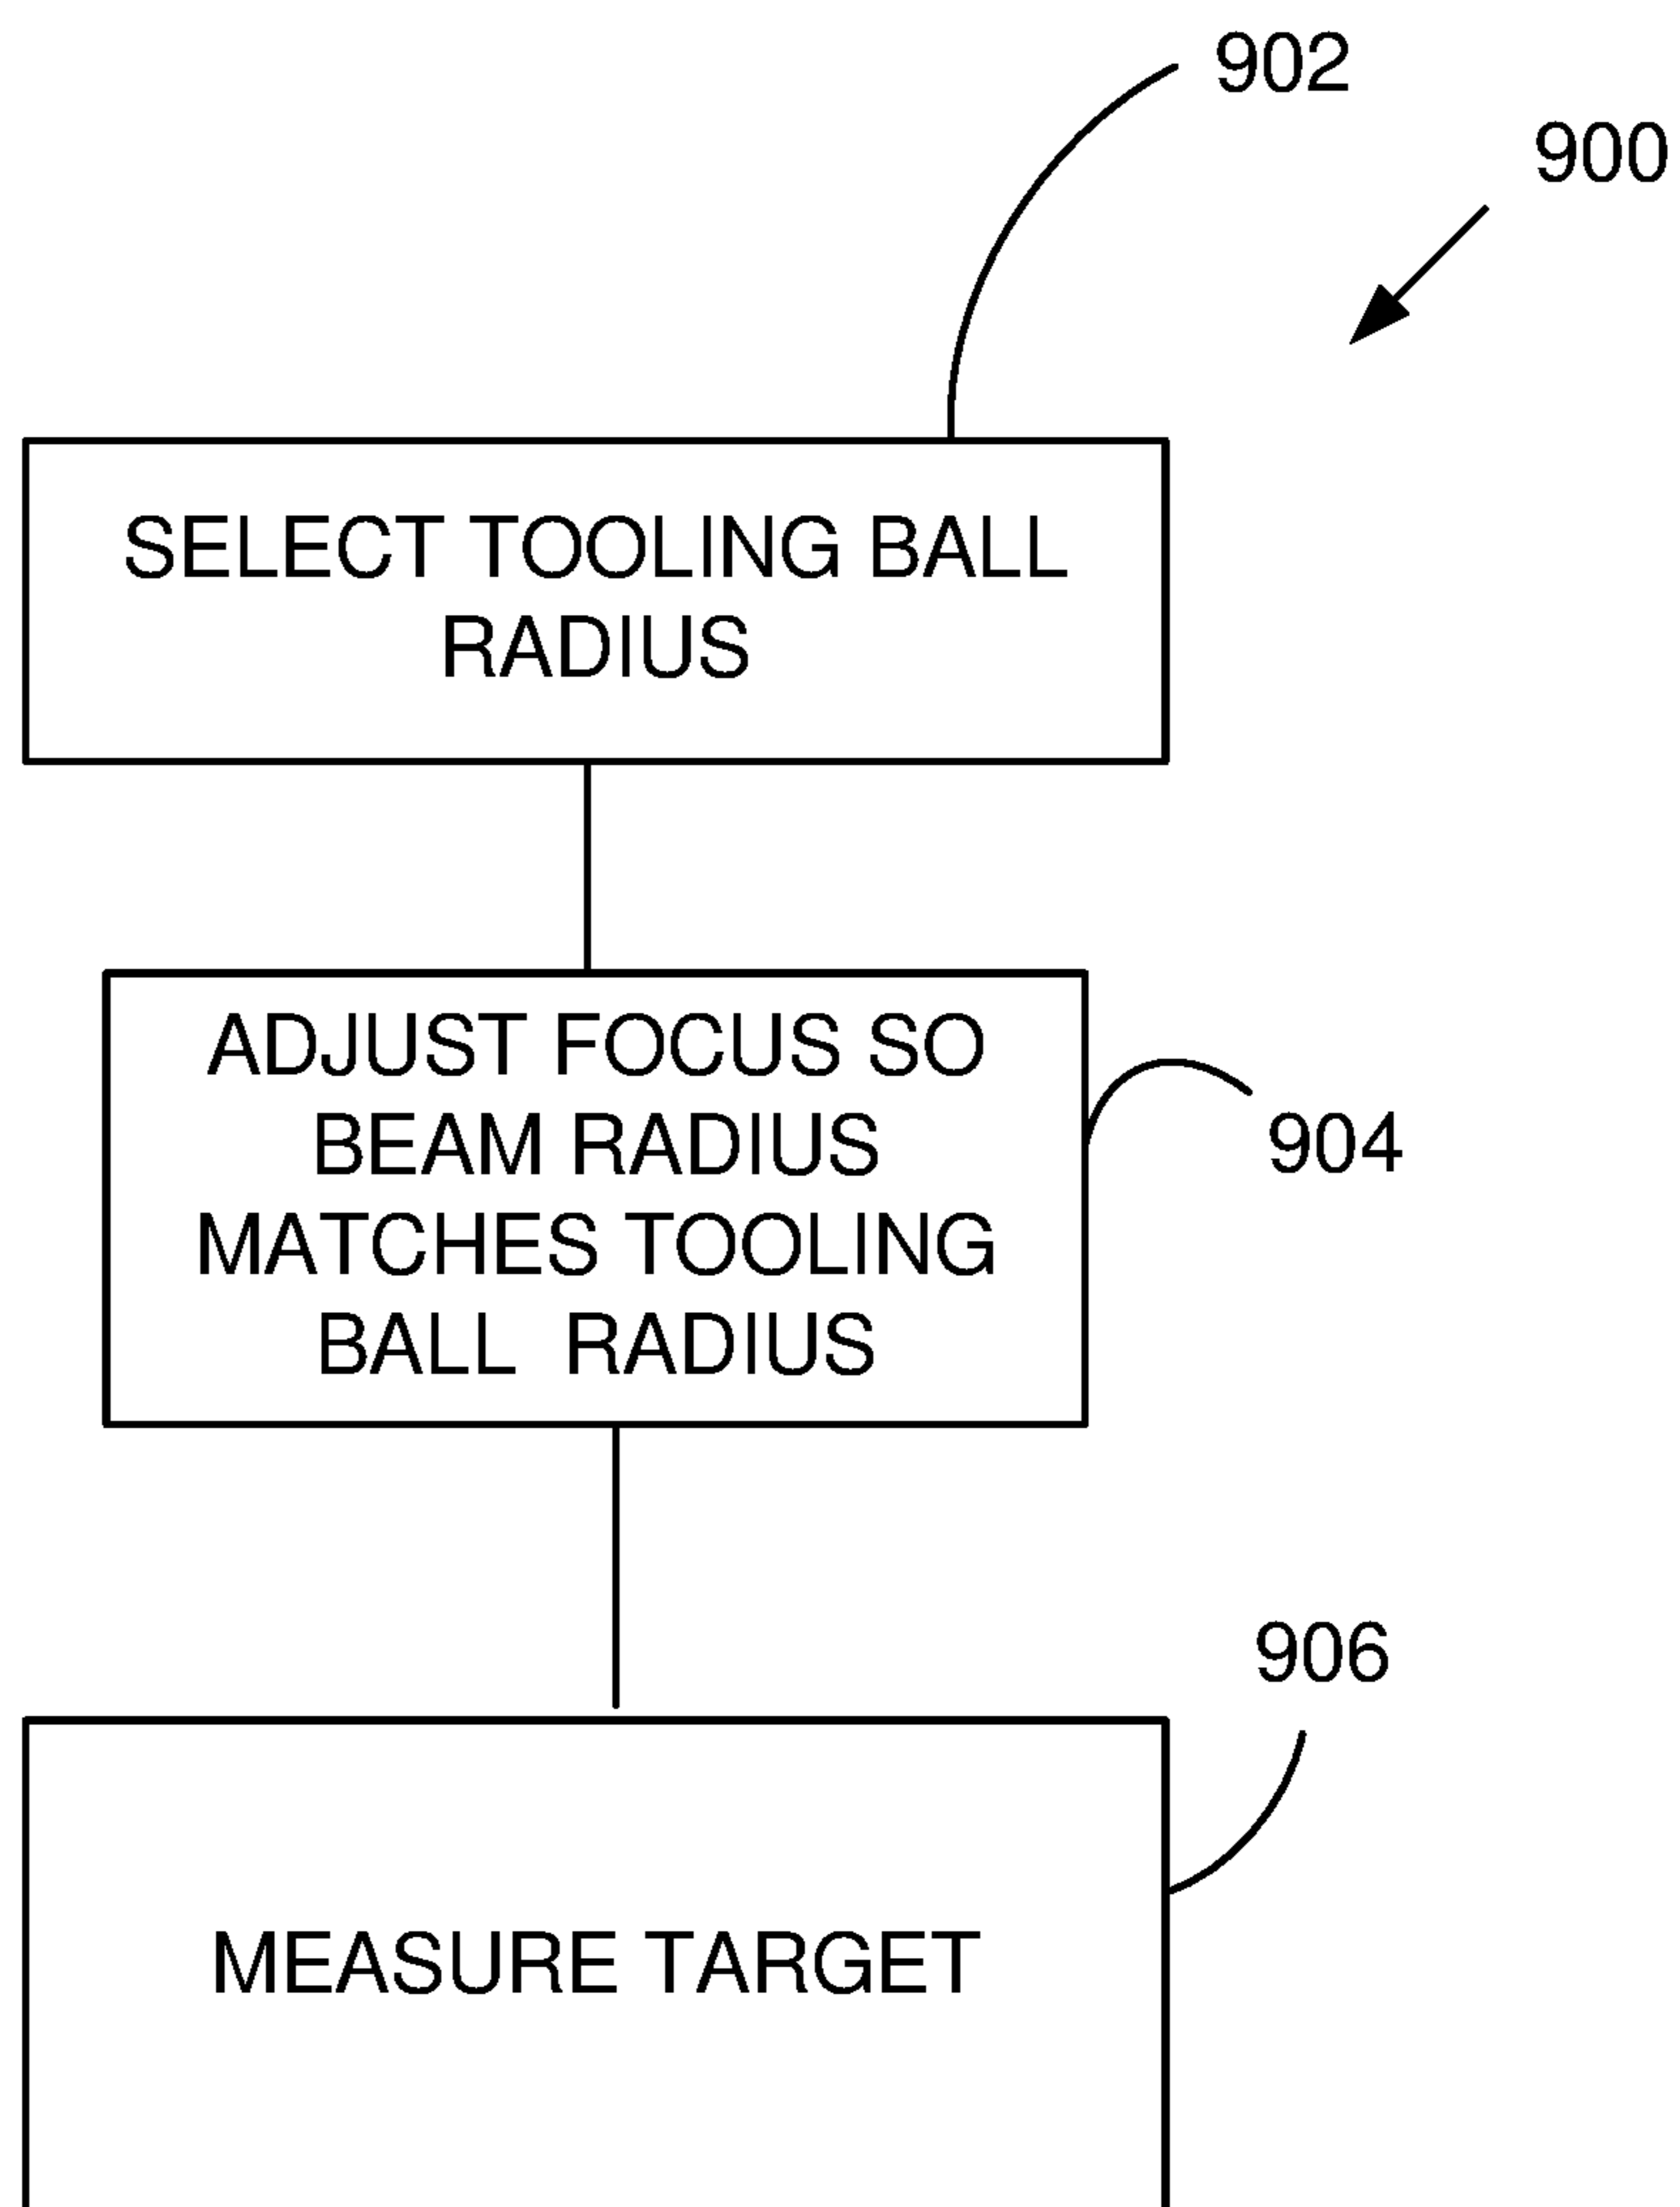 902
900
SELECT TOOLING BALL
RADIUS
ADJUST FOCUS SO
BEAM RADIUS
MATCHES TOOLING
BALL RADIUS
904
906
MEASURE TARGET